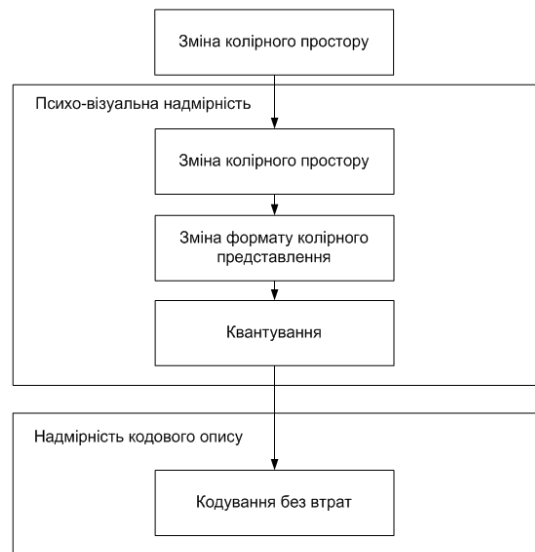 Зміна колірного простору
Психо-візуальна надмірність
Зміна колірного простору
Зміна формату колірного
представлення
Квантування
Надмірність кодового опису
Кодування без втрат